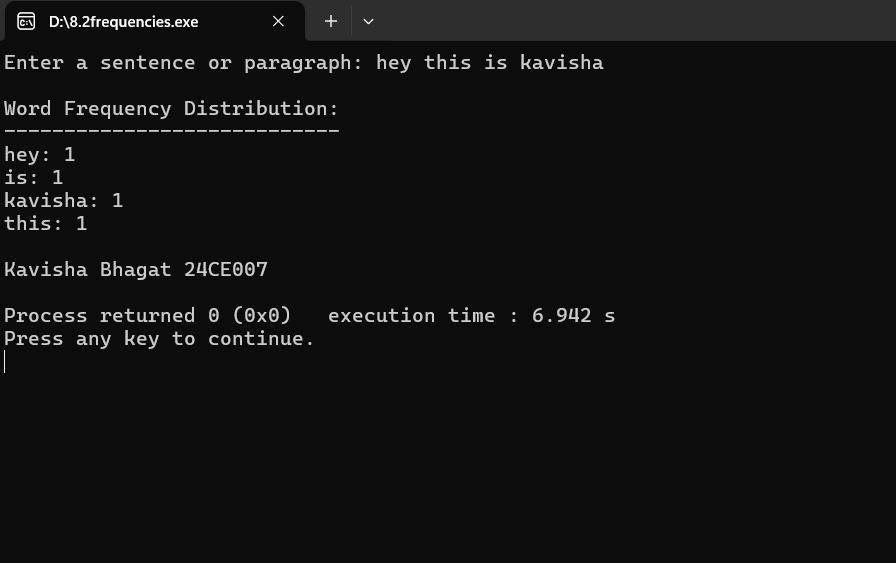 D:\8.2frequencies.exe
Enter a sentence or paragraph: hey this is kavisha
Word Frequency Distribution:
----------------------------
hey: 1
is: 1
kavisha: 1
this: 1
Kavisha Bhagat 24CE007
Process returned 0 (0x0)   execution time : 6.942 s
Press any key to continue.